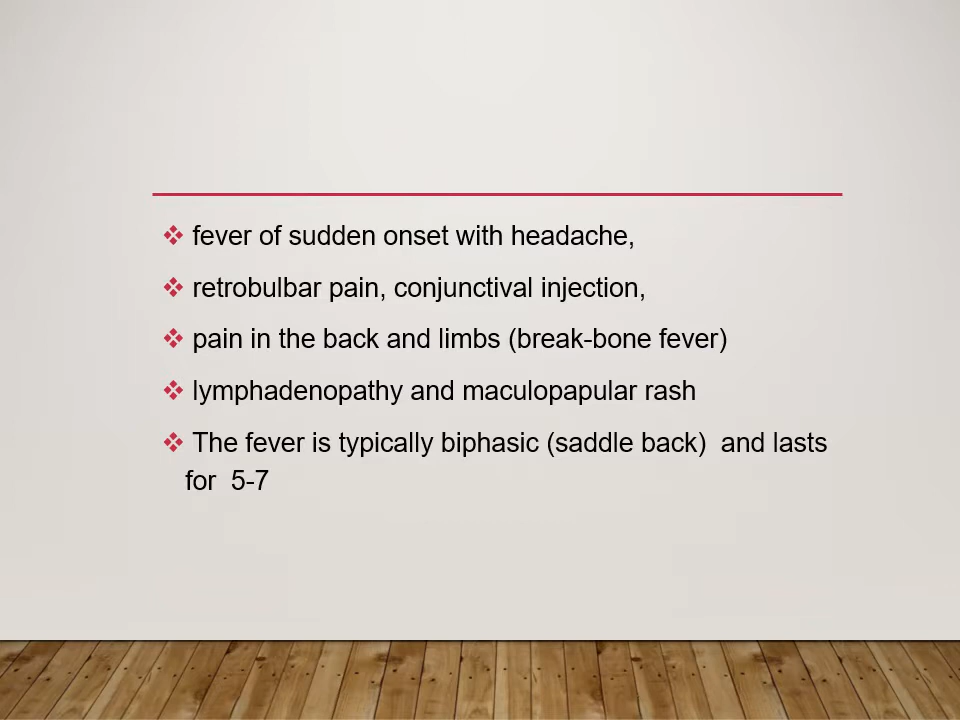 ❖ fever of sudden onset with headache,
❖ retrobulbar pain, conjunctival injection,
❖ pain in the back and limbs (break-bone fever)
❖ lymphadenopathy and maculopapular rash
❖ The fever is typically biphasic (saddle back)  and lasts
for  5-7